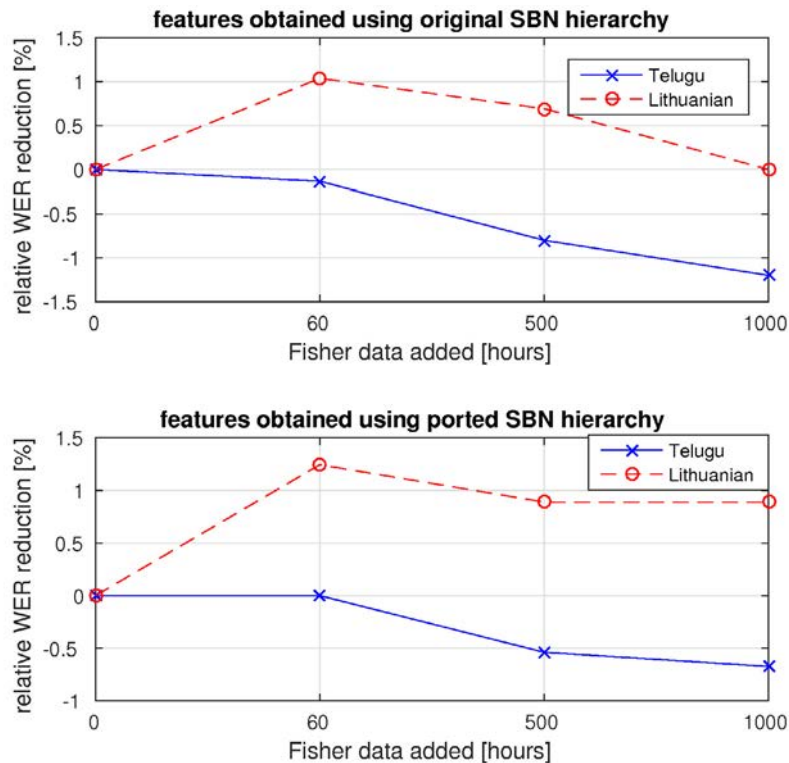 features obtained using original SBN hierarchy
relative WER reduction [%]
1.5
1
0.5
0
-0.5
-1
-1.5
Telugu
Lithuanian
0
60
500
1000
Fisher data added [hours]
features obtained using ported SBN hierarchy
relative WER reduction [%]
1.5
1
0.5
0
-0.5
-1
Telugu
Lithuanian
0
60
500
1000
Fisher data added [hours]